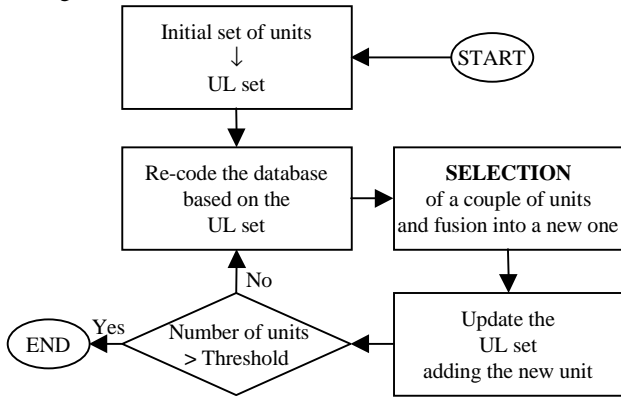 Initial set of units
↓
UL set
START
Re-code the database
based on the
UL set
SELECTION
of a couple of units
and fusion into a new one
No
Yes
END
Number of units
> Threshold
Update the
UL set
adding the new unit